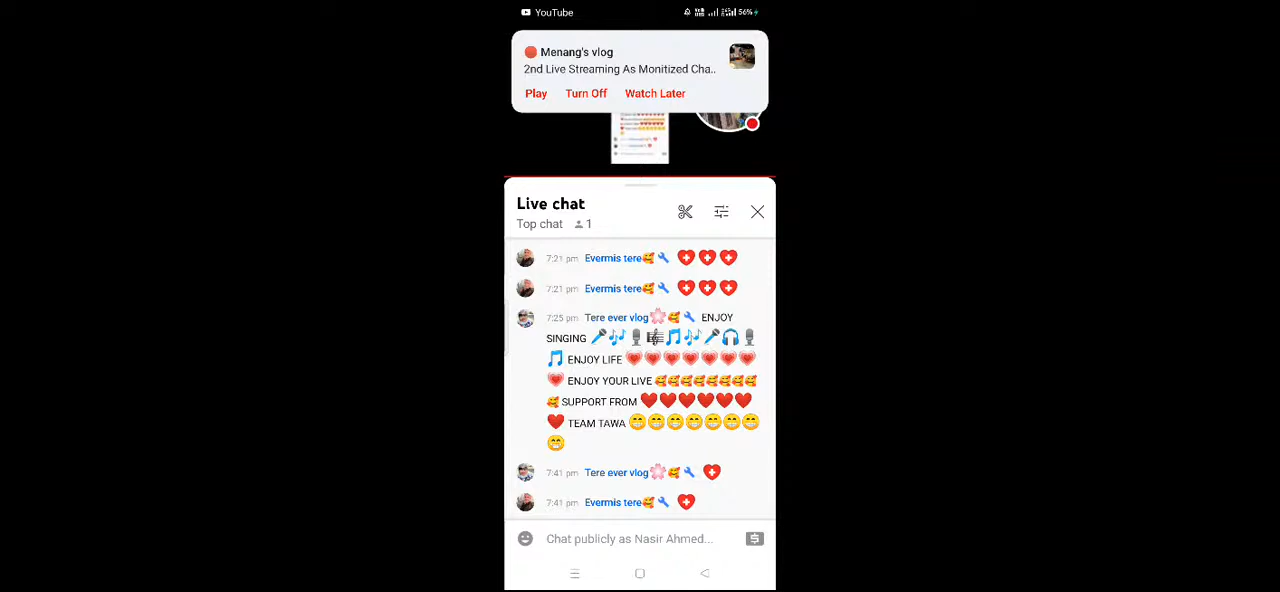 YouTube
56%
Menang's vlog
2nd Live Streaming As Monitized Cha..
Play Turn Off Watch Later
Live chat
Top chat 1
7:21 pm Evermis tere🥰🔧
7:21 pm Evermis tere🥰🔧
7:25 pm Tere ever vlog🌸🥰🔧 ENJOY
SINGING 🎤🎶🎙️🎼🎵🎶🎤🎧🎙️
🎵 ENJOY LIFE 💗💗💗💗💗💗💗
💗 ENJOY YOUR LIVE 🥰🥰🥰🥰🥰🥰🥰🥰
🥰 SUPPORT FROM ❤️❤️❤️❤️❤️❤️
❤️ TEAM TAWA 😁😁😁😁😁😁😁
😁
7:41 pm Tere ever vlog🌸🥰🔧
7:41 pm Evermis tere🥰🔧
Chat publicly as Nasir Ahmed...